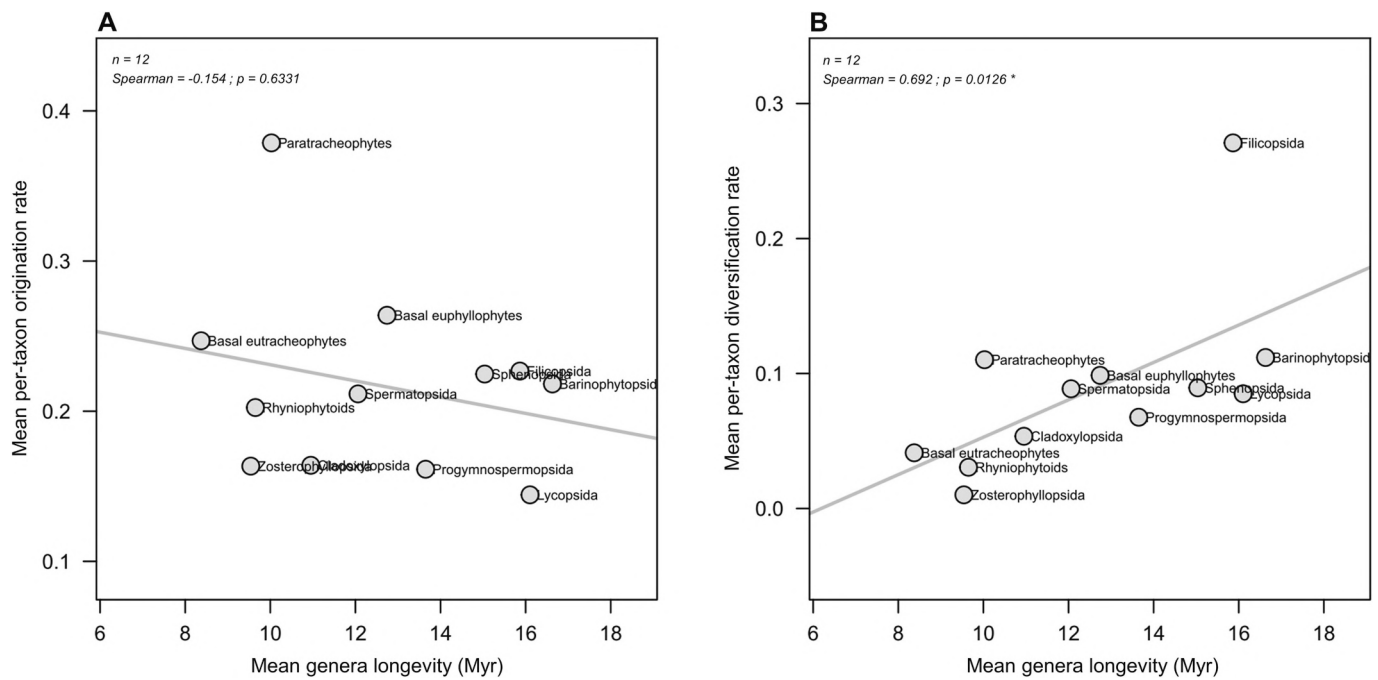 A
n = 12
Spearman = -0.154 ; p = 0.6331
0.4
0.3
0.2
0.1
Mean per-taxon origination rate
Paratracheophytes
Basal euphyllophytes
Basal eutracheophytes
Filicopsida
Sphenopsida
Barinophytopsid
Spermatopsida
Rhyniophytoids
Zosterophyllopsida
Cladoxylopsida
Progymnospermopsida
Lycopsida
6 8 10 12 14 16 18
Mean genera longevity (Myr)
B
n = 12
Spearman = 0.692 ; p = 0.0126 *
0.3
0.2
0.1
0.0
Mean per-taxon diversification rate
Filicopsida
Paratracheophytes
Barinophytopsid
Basal euphyllophytes
Spermatopsida
Sphenopsida
Lycopsida
Progymnospermopsida
Cladoxylopsida
Basal eutracheophytes
Rhyniophytoids
Zosterophyllopsida
6 8 10 12 14 16 18
Mean genera longevity (Myr)